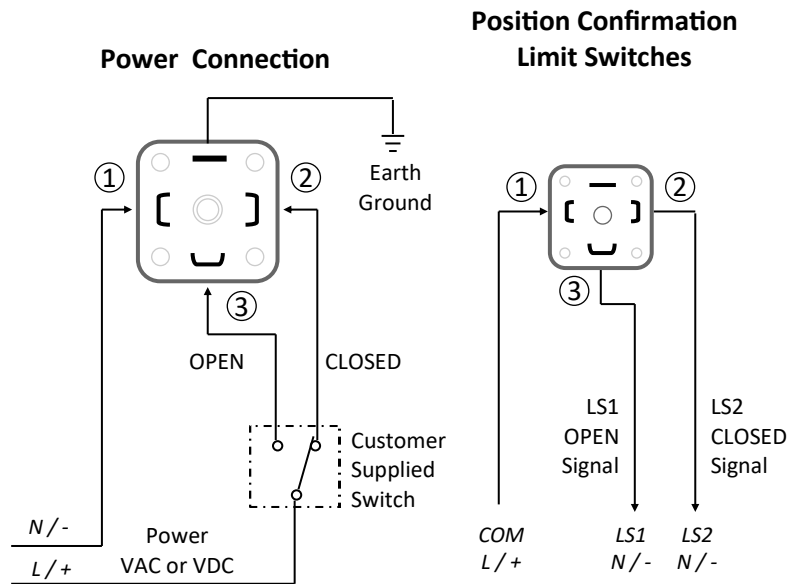 Power Connection
Earth
Ground
①
②
③
OPEN
CLOSED
Customer
Supplied
Switch
N / -
L / +
Power
VAC or VDC
Position Confirmation
Limit Switches
①
②
③
LS1
OPEN
Signal
LS2
CLOSED
Signal
COM
L / +
LS1
N / -
LS2
N / -